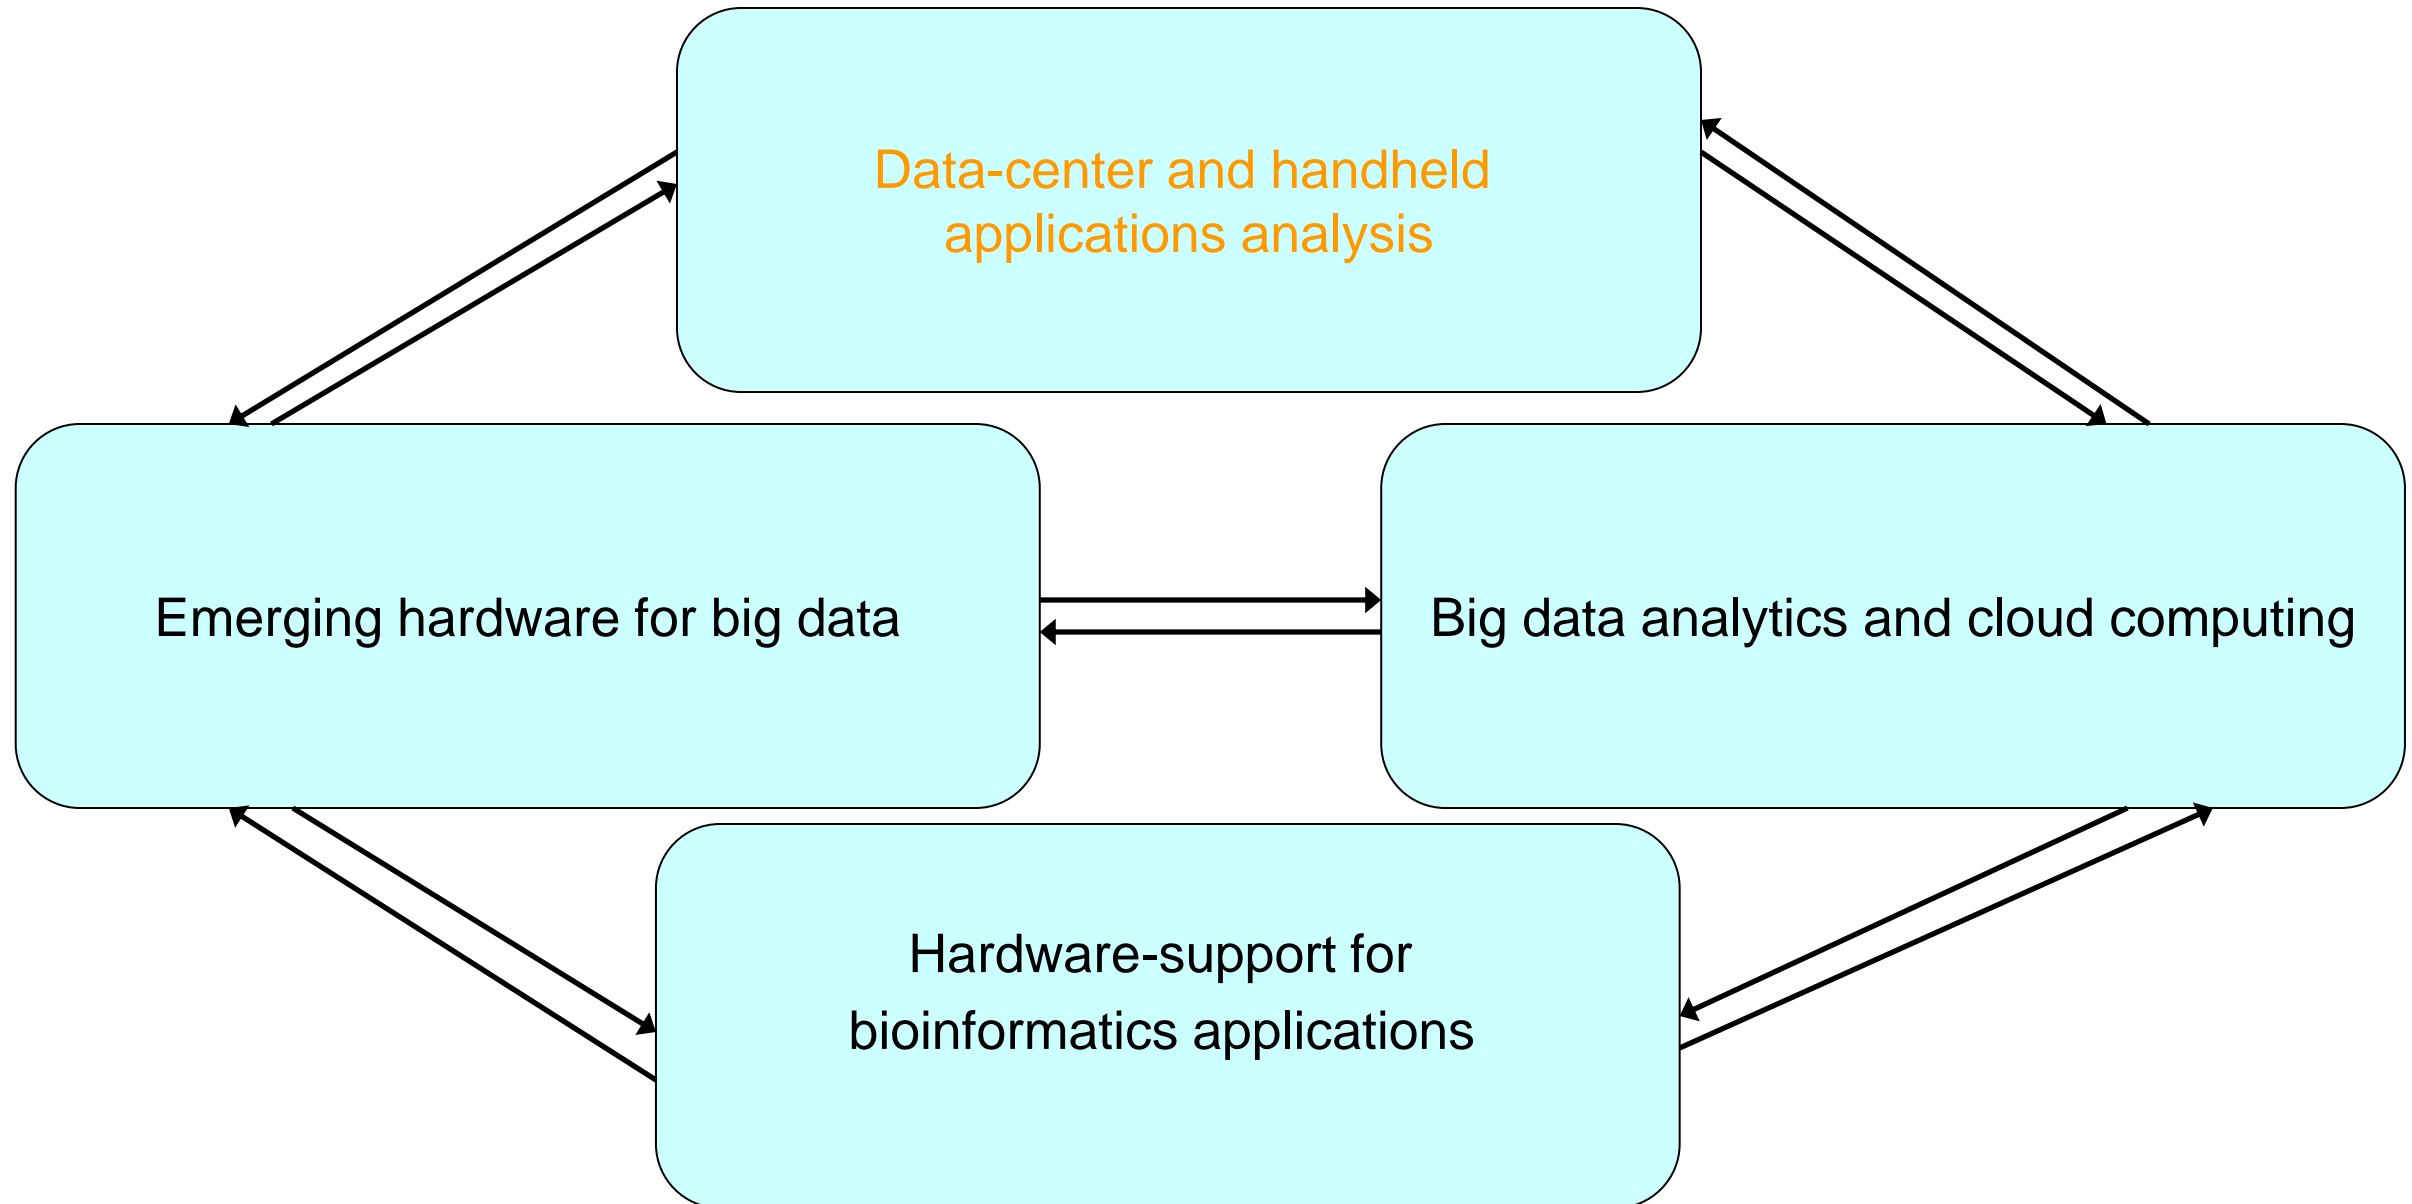 Data-center and handheld
applications analysis
Emerging hardware for big data
Big data analytics and cloud computing
Hardware-support for
bioinformatics applications